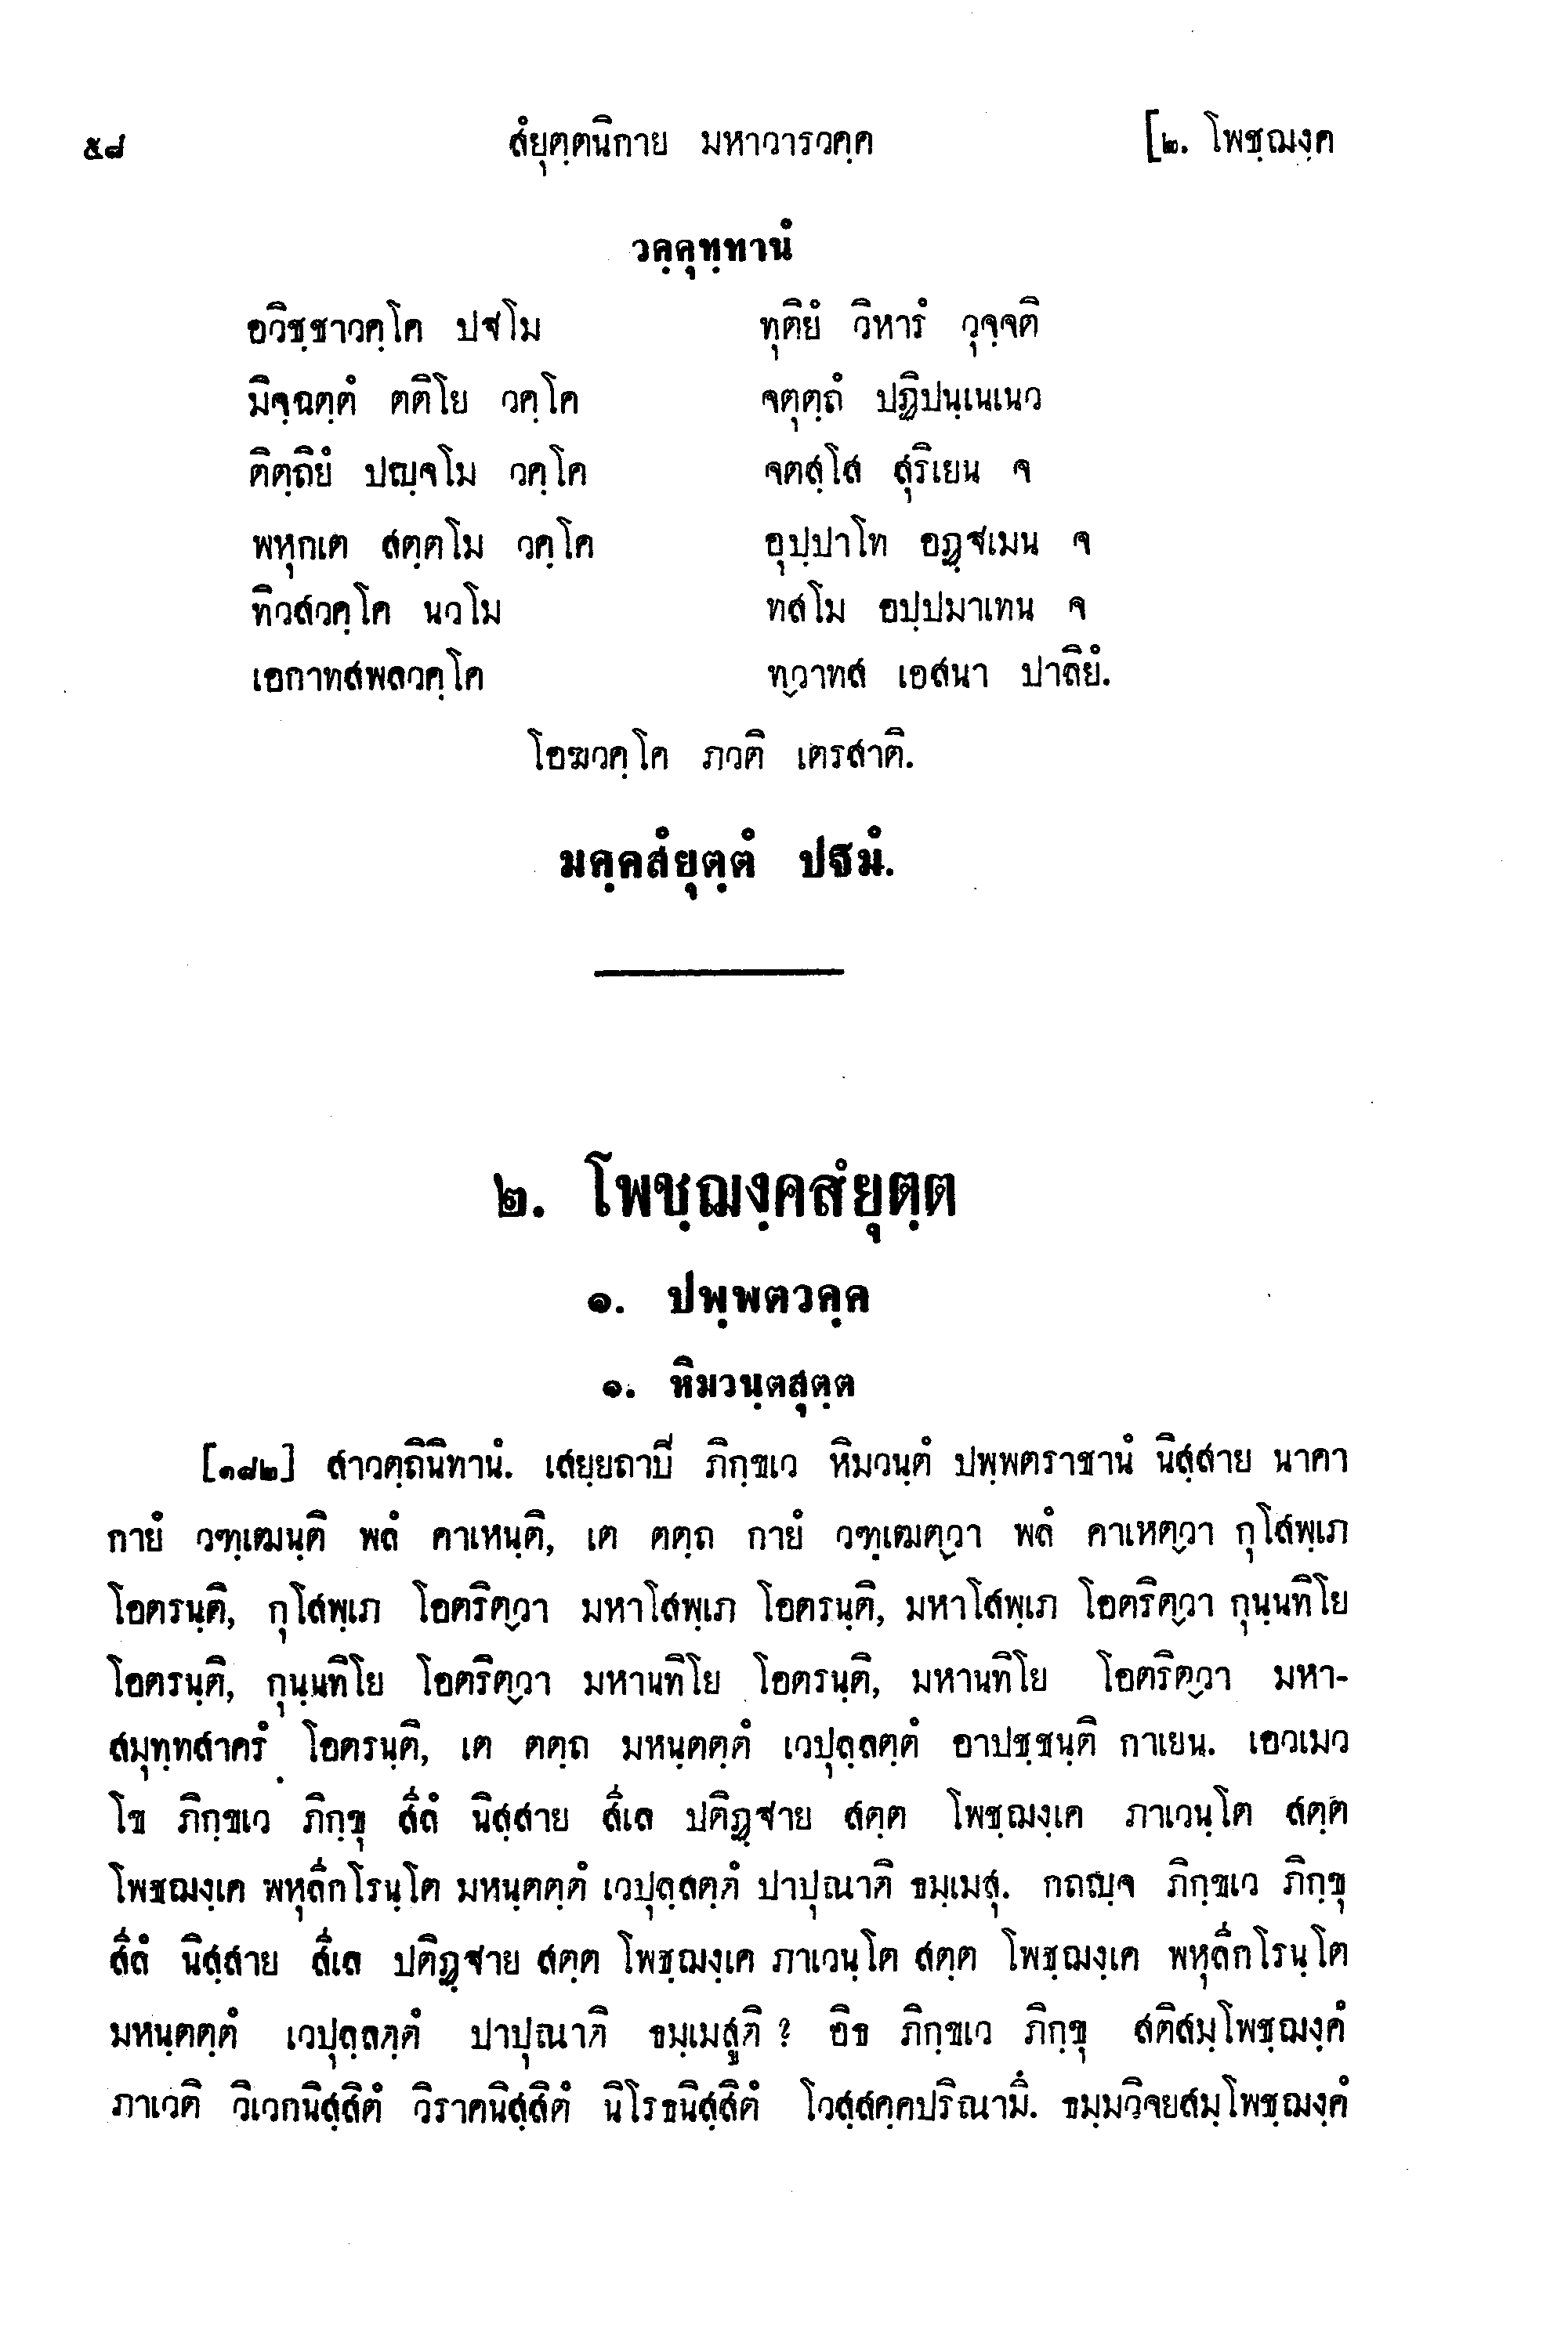 ๕๘ สํยุตฺตนิกาย มหาวารวคฺค [๒. โพชฺฌงฺค
วคฺคุทฺทานํ
อวิชฺชาวคฺโค ปฐโม ทุติยํ วิหารํ วุจฺจติ
มิจฺฉตฺตํ ตติโย วคฺโค จตุตฺถํ ปฏิปนฺเนเนว
ติตฺถิยํ ปญฺจโม วคฺโค จตสฺโส สุริเยน จ
พหุกเต สตฺตโม วคฺโค อุปฺปาโท อฏฺฐเมน จ
ทิวสวคฺโค นวโม ทสโม อปฺปมาเทน จ
เอกาทสพลวคฺโค ทฺวาทส เอสนา ปาลิยํ.
โอฆวคฺโค ภวติ เตรสาติ.
มคฺคสํยุตฺตํ ปฐมํ.
๒. โพชฺฌงฺคสํยุตฺต
๑. ปพฺพตวคฺค
๑. หิมวนฺตสุตฺต
[๑๘๒] สาวตฺถินิทานํ. เสยฺยถาปิ ภิกฺขเว หิมวนฺตํ ปพฺพตราชานํ นิสฺสาย นาคา
กายํ วฑฺเฒนฺติ พลํ คาเหนฺติ, เต ตตฺถ กายํ วฑฺเฒตฺวา พลํ คาเหตฺวา กุโสพฺเภ
โอตรนฺติ, กุโสพฺเภ โอตริตฺวา มหาโสพฺเภ โอตรนฺติ, มหาโสพฺเภ โอตริตฺวา กุนฺนทิโย
โอตรนฺติ, กุนฺนทิโย โอตริตฺวา มหานทิโย โอตรนฺติ, มหานทิโย โอตริตฺวา มหา-
สมุทฺทสาครํ โอตรนฺติ, เต ตตฺถ มหนฺตตฺตํ เวปุลฺลตฺตํ อาปชฺชนฺติ กาเยน. เอวเมว
โข ภิกฺขเว ภิกฺขุ สีลํ นิสฺสาย สีเล ปติฏฺฐาย สตฺต โพชฺฌงฺเค ภาเวนฺโต สตฺต
โพชฺฌงฺเค พหุลีกโรนฺโต มหนฺตตฺตํ เวปุลฺลตฺตํ ปาปุณาติ ธมฺเมสุ. กถญฺจ ภิกฺขเว ภิกฺขุ
สีลํ นิสฺสาย สีเล ปติฏฺฐาย สตฺต โพชฺฌงฺเค ภาเวนฺโต สตฺต โพชฺฌงฺเค พหุลีกโรนฺโต
มหนฺตตฺตํ เวปุลฺลตฺตํ ปาปุณาติ ธมฺเมสูติ ? อิธ ภิกฺขเว ภิกฺขุ สติสมฺโพชฺฌงฺคํ
ภาเวติ วิเวกนิสฺสิตํ วิราคนิสฺสิตํ นิโรธนิสฺสิตํ โวสฺสคฺคปริณามึ. ธมฺมวิจยสมฺโพชฺฌงฺคํ